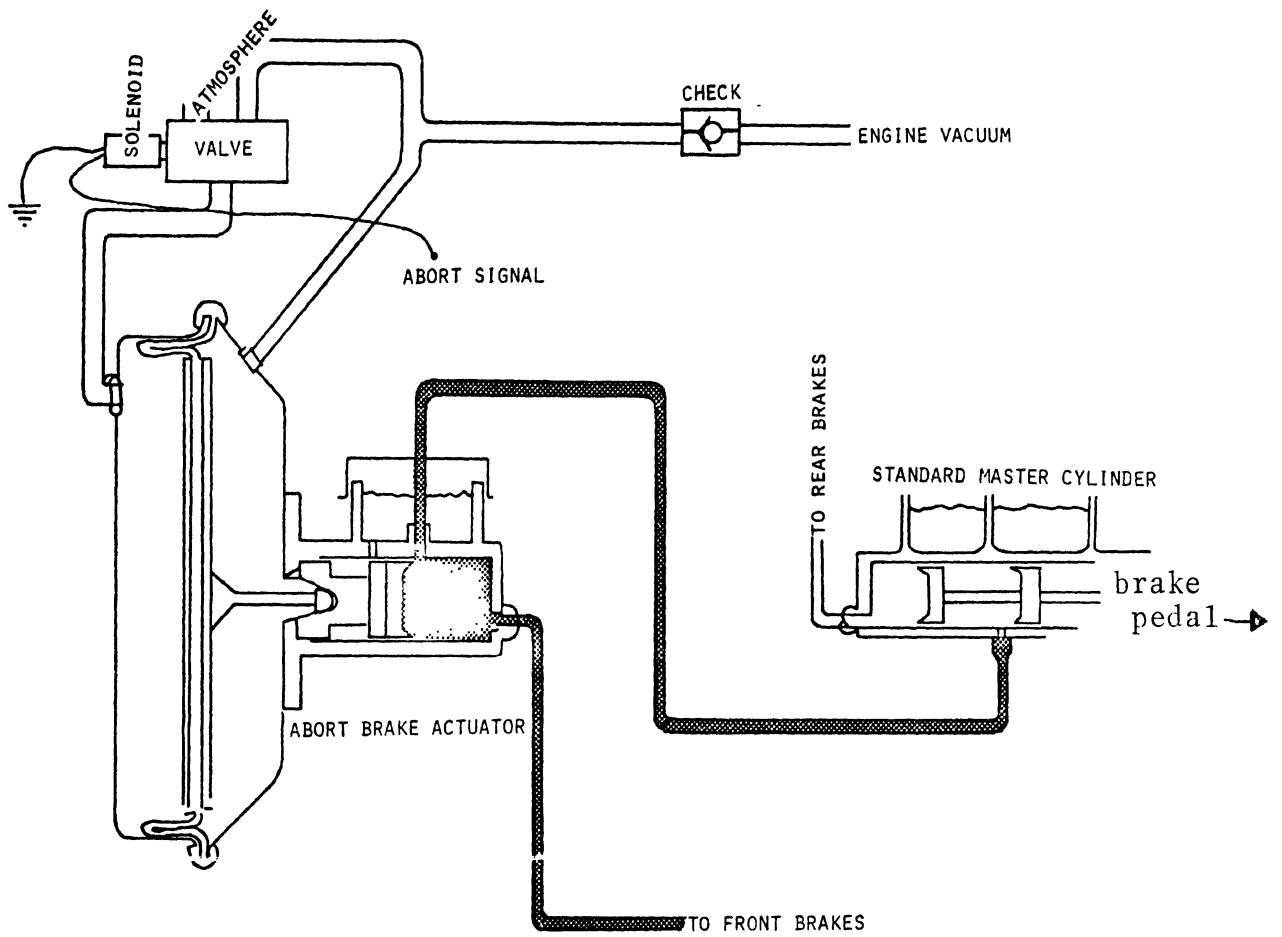 SOLENOID
ATMOSPHERE
VALVE
CHECK
ENGINE VACUUM
ABORT SIGNAL
TO REAR BRAKES
STANDARD MASTER CYLINDER
brake
pedal
ABORT BRAKE ACTUATOR
TO FRONT BRAKES